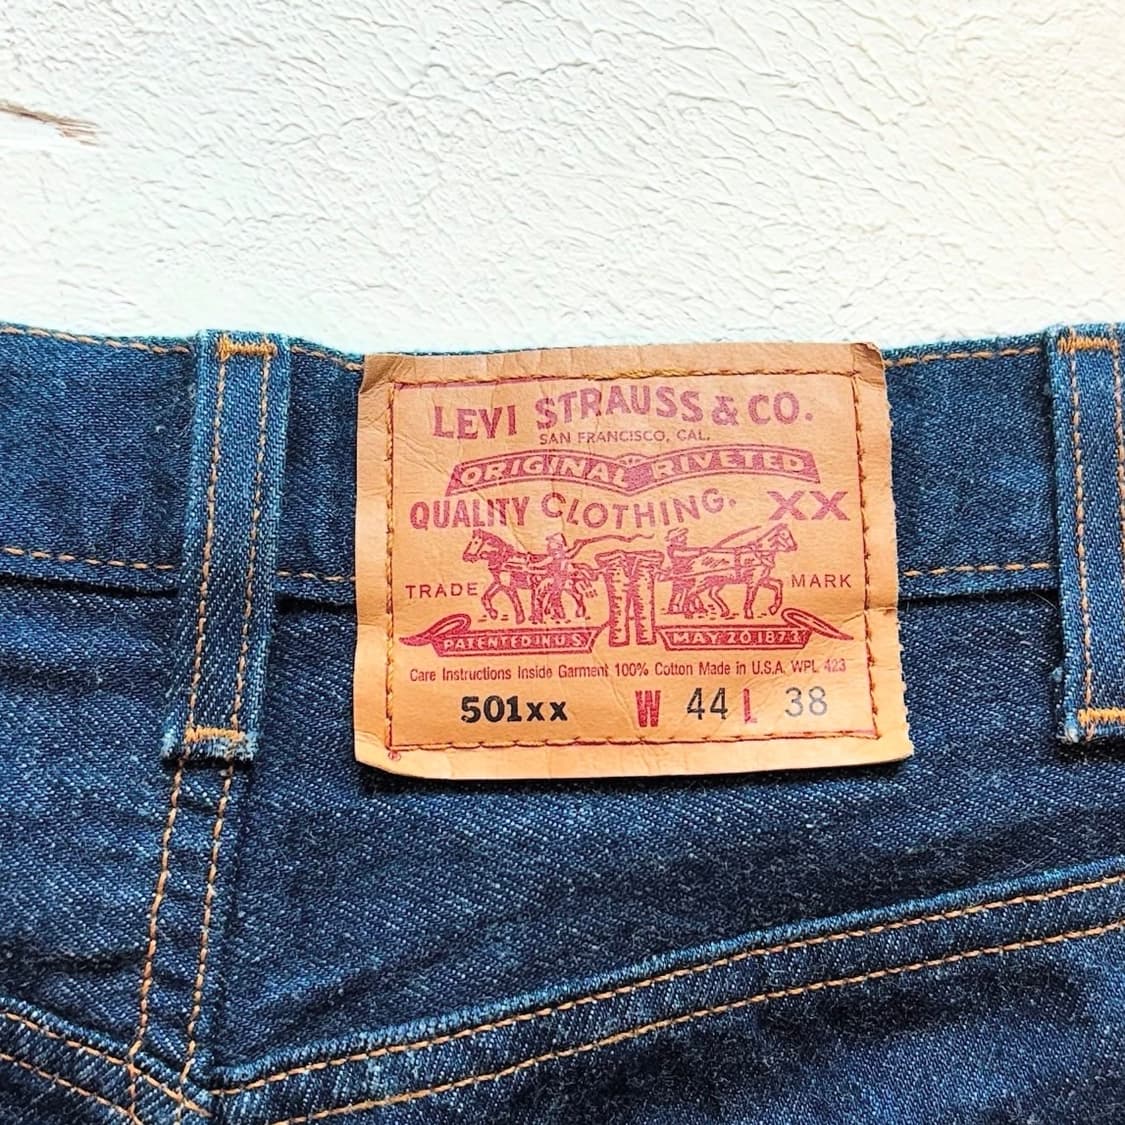 LEVI STRAUSS & CO.
SAN FRANCISCO, CAL.
ORIGINAL RIVETED
QUALITY CLOTHING. XX
TRADE MARK
PATENTED IN U.S. MAY 20 1873
Care Instructions Inside Garment 100% Cotton Made in U.S.A. WPL 423
501xx W 44 L 38
®